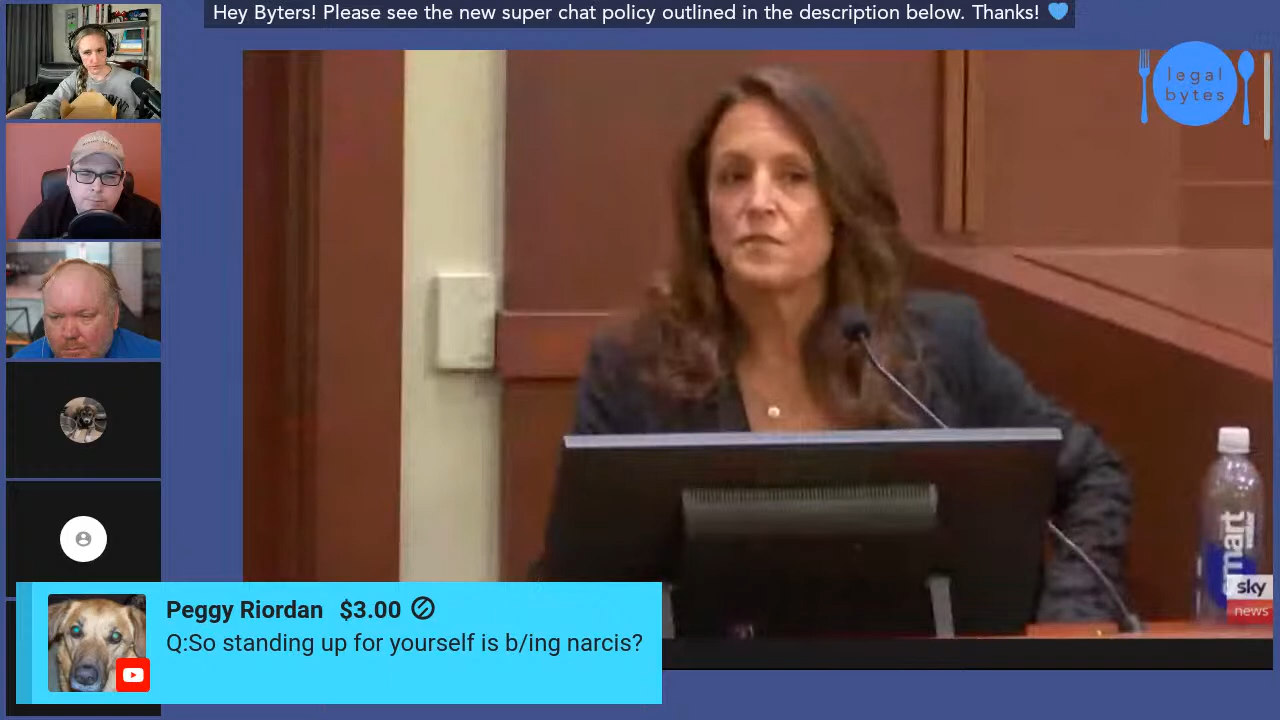 Hey Byters! Please see the new super chat policy outlined in the description below. Thanks! 💙
legal
bytes
mart
sky
news
Peggy Riordan $3.00
Q:So standing up for yourself is b/ing narcis?